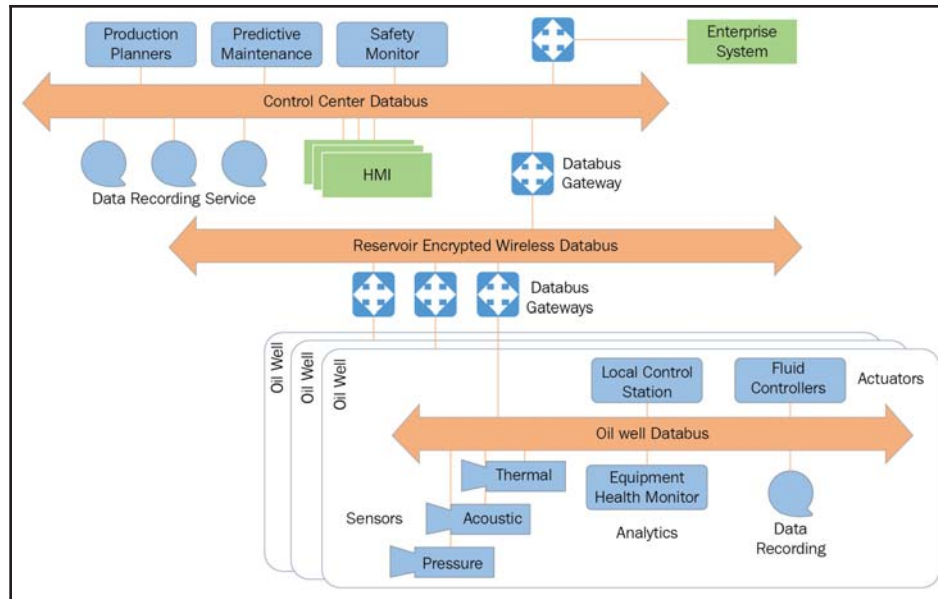 Production
Planners
Predictive
Maintenance
Safety
Monitor
Enterprise
System
Control Center Databus
Data Recording Service
HMI
Databus
Gateway
Reservoir Encrypted Wireless Databus
Databus
Gateways
Oil Well
Oil Well
Oil Well
Local Control
Station
Fluid
Controllers
Actuators
Oil well Databus
Thermal
Equipment
Health Monitor
Sensors
Acoustic
Analytics
Data
Recording
Pressure